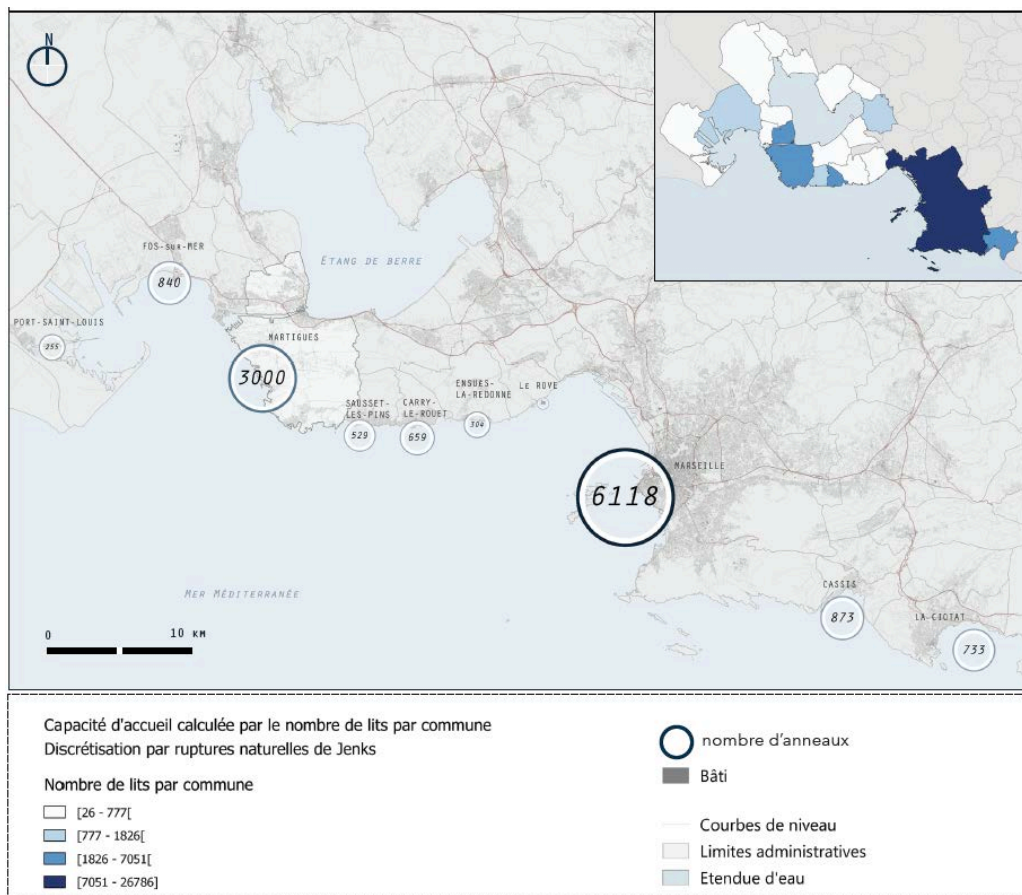 N
FOS-SUR-MER
840
ETANG DE BERRE
PORT-SAINT-LOUIS
255
MARTIGUES
3000
SAUSSET-
LES-PINS
529
CARRY-
LE-ROUET
659
ENSUES-
LA-REDONNE
304
LE ROVE
MARSEILLE
6118
MER MÉDITERRANÉE
CASSIS
873
LA CIOTAT
733
0 10 KM
Capacité d'accueil calculée par le nombre de lits par commune
Discrétisation par ruptures naturelles de Jenks
Nombre de lits par commune
[26 - 777[
[777 - 1826[
[1826 - 7051[
[7051 - 26786]
nombre d'anneaux
Bâti
Courbes de niveau
Limites administratives
Etendue d'eau